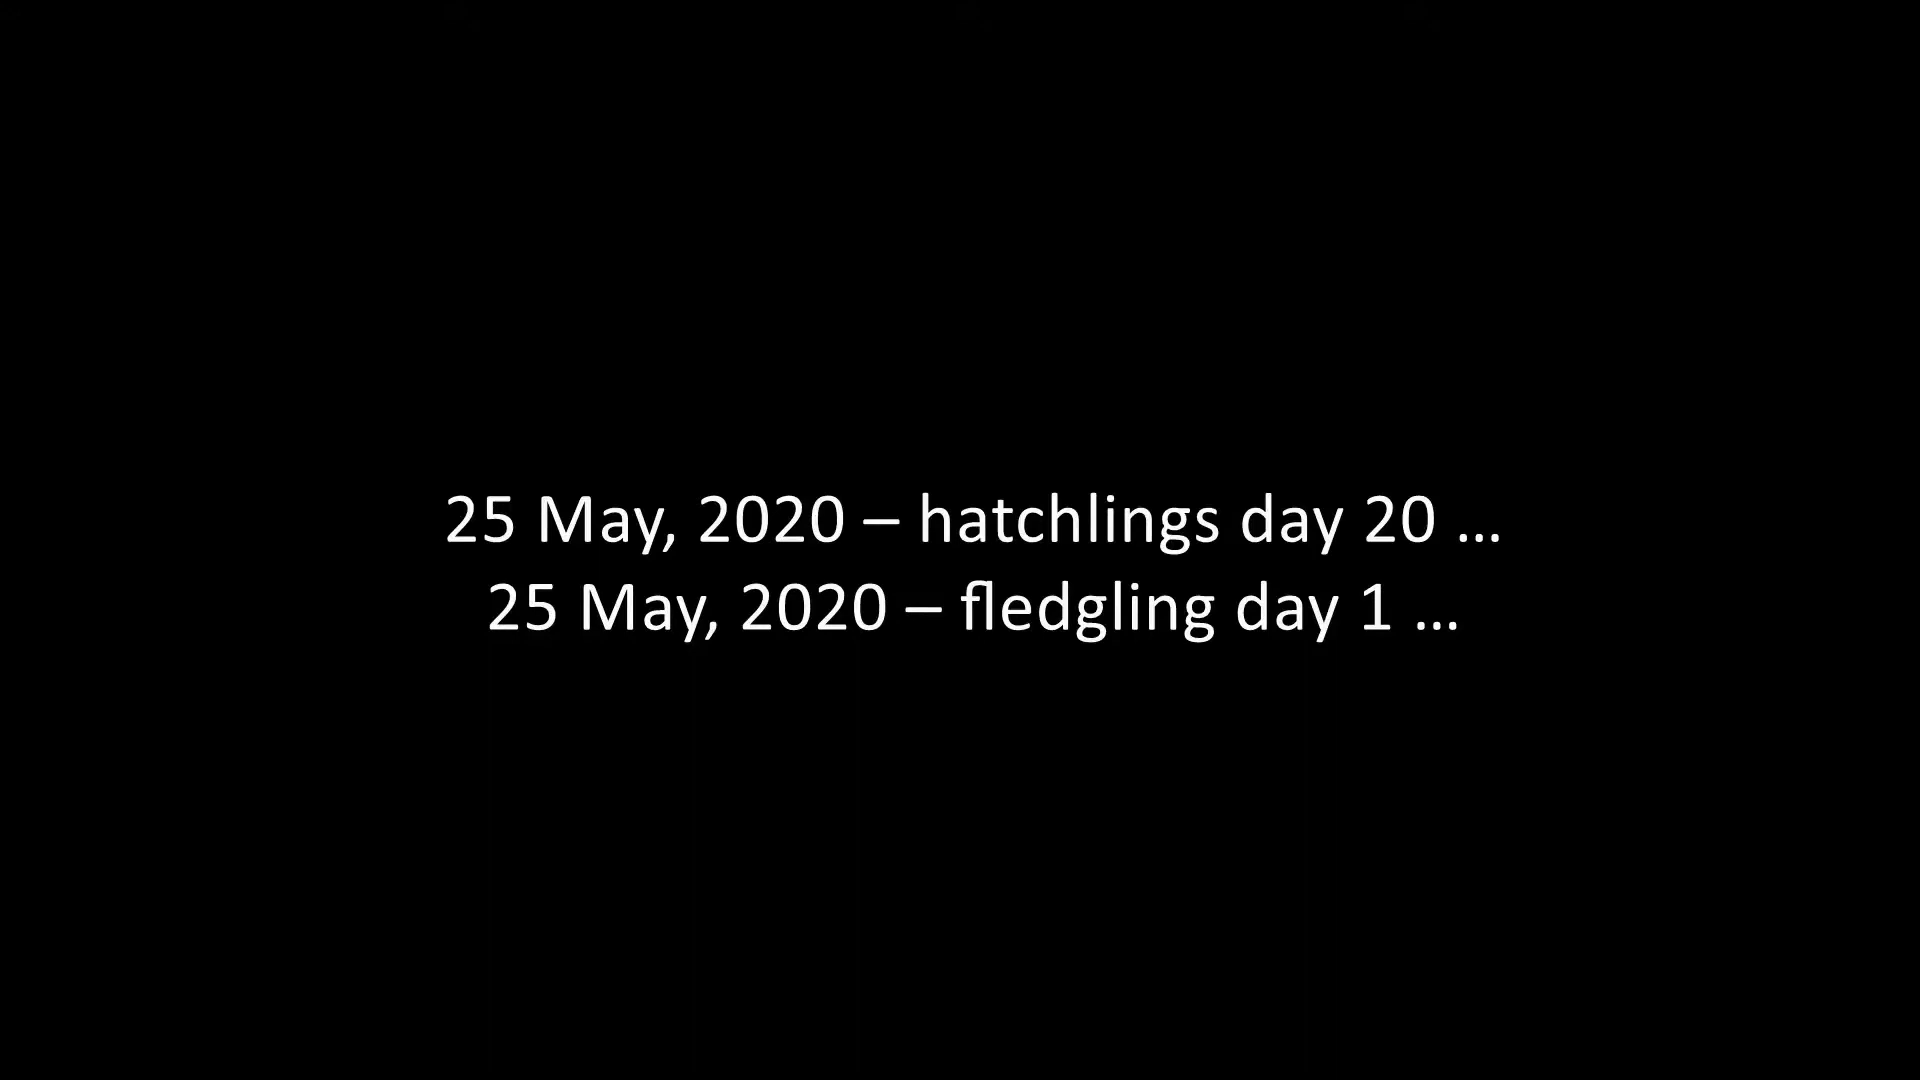 25 May, 2020 – hatchlings day 20 …
25 May, 2020 – fledgling day 1 …